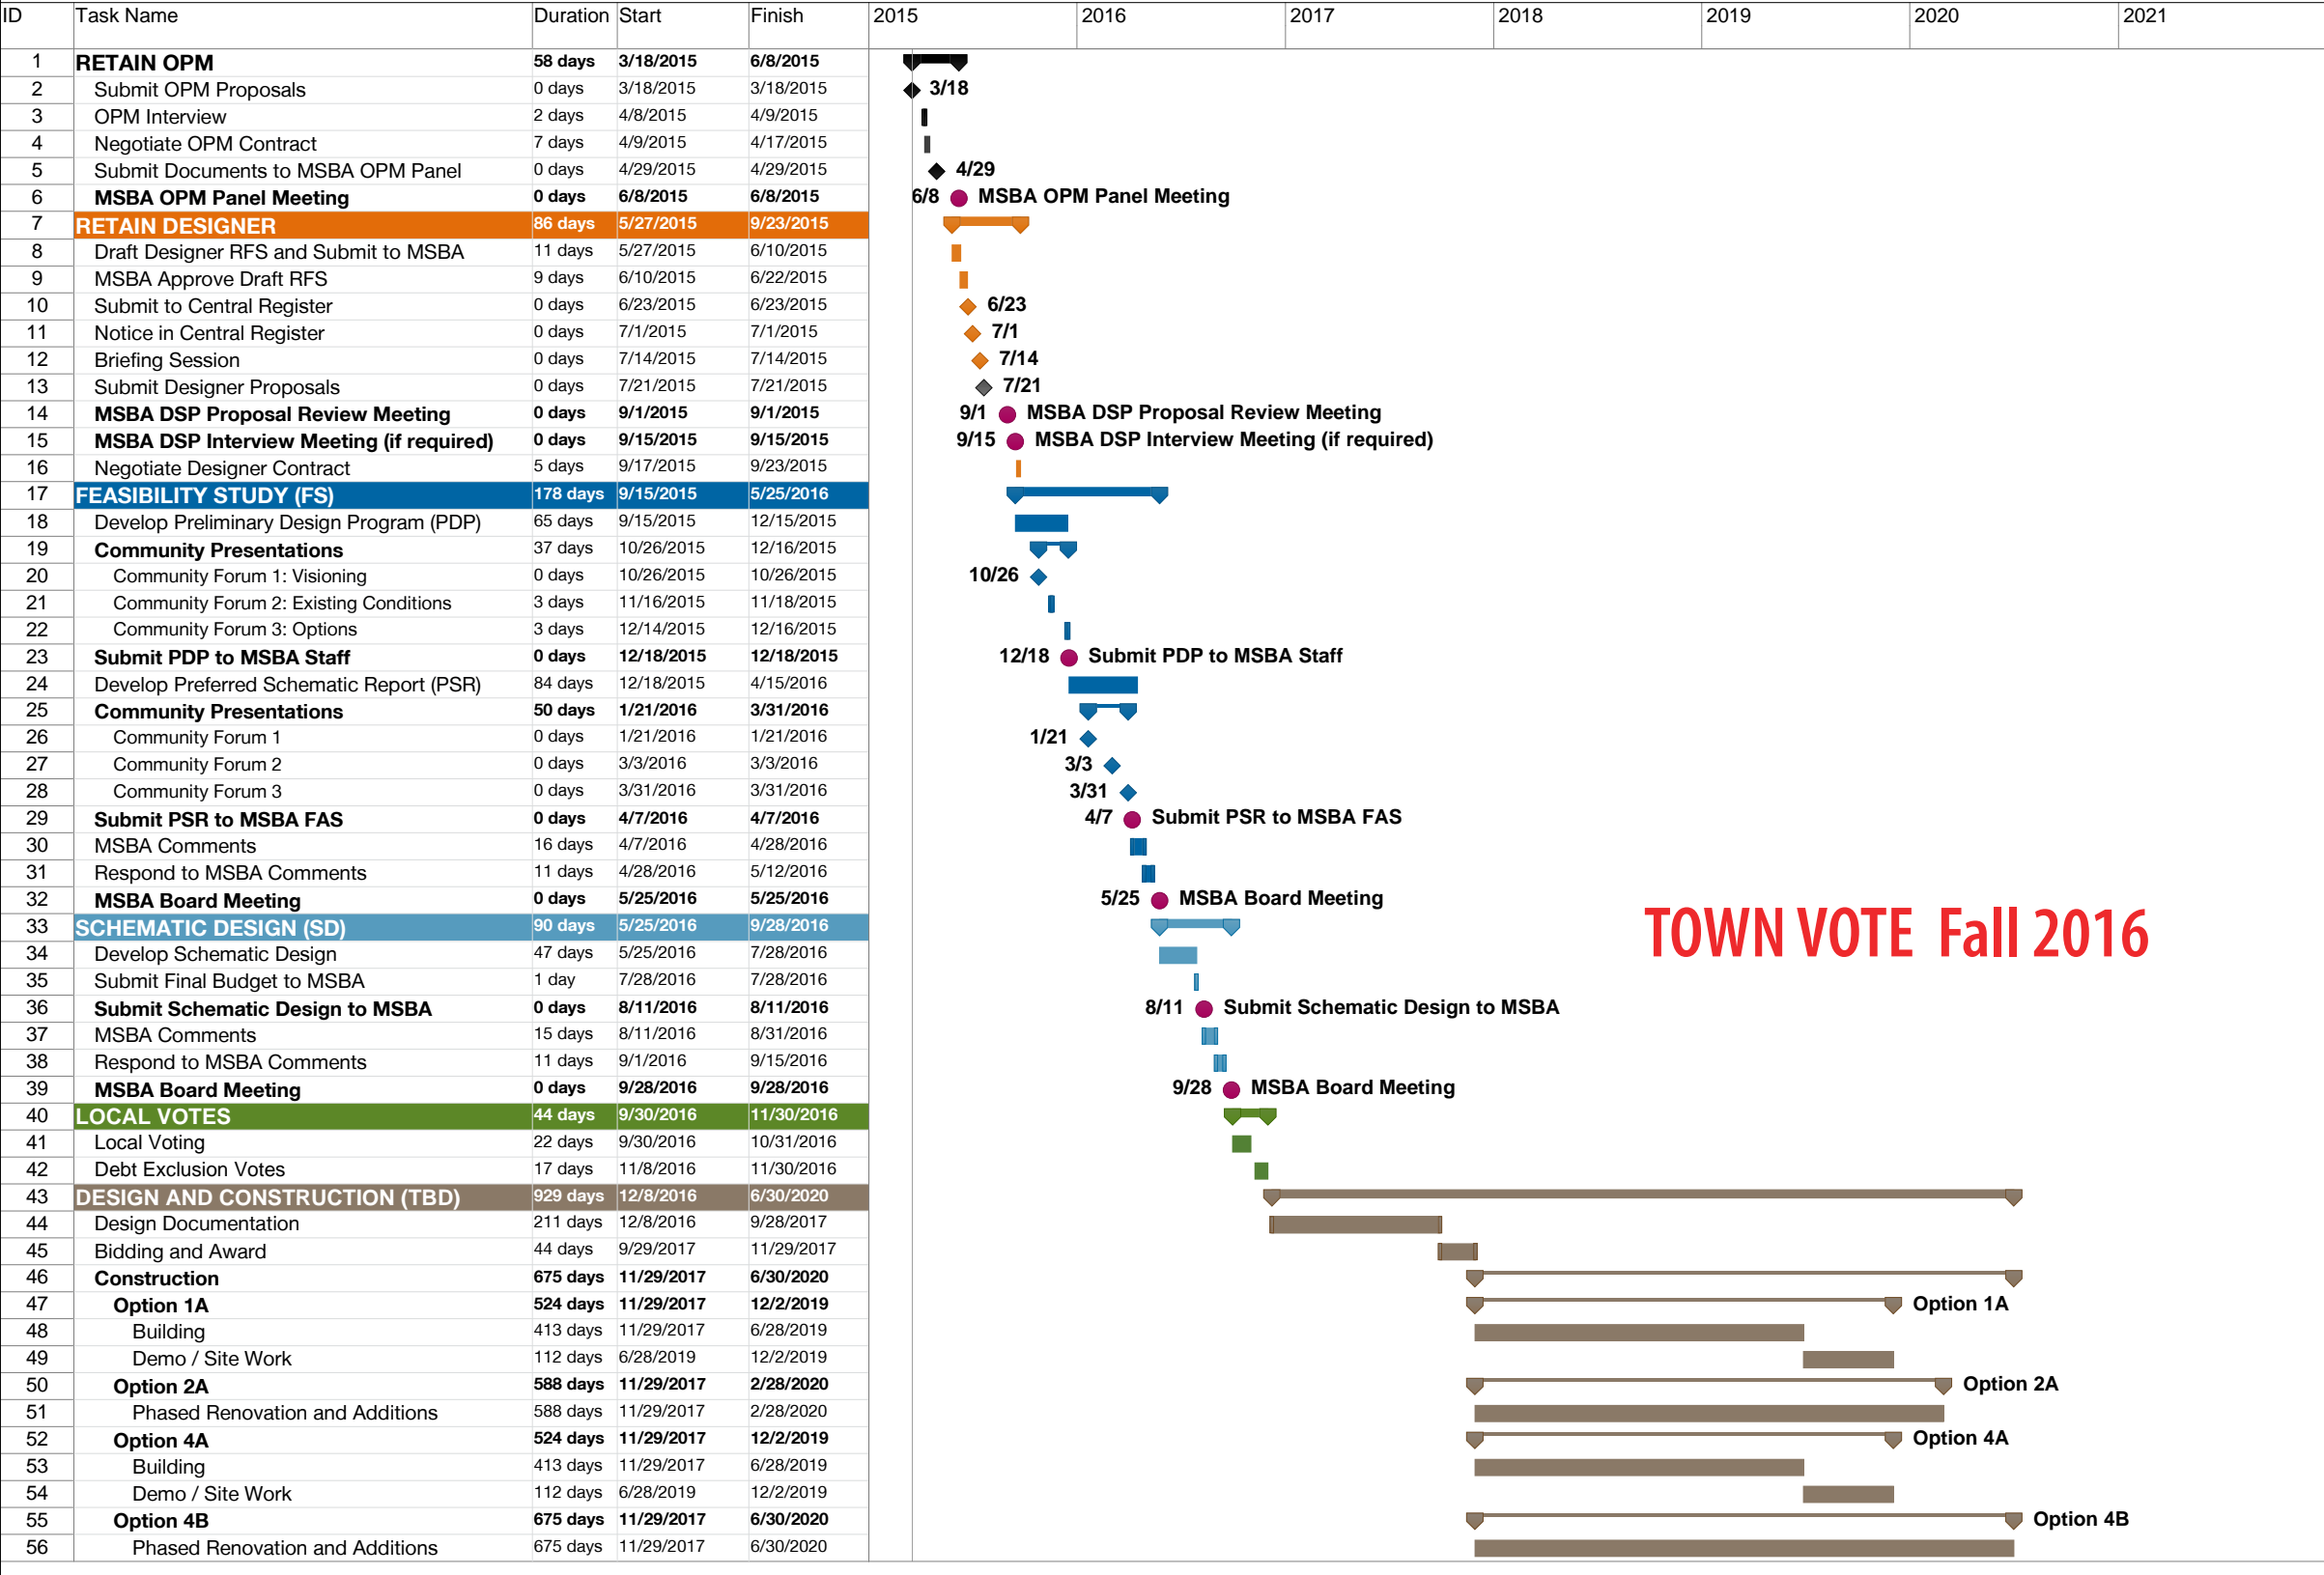 ID Task Name Duration Start Finish 2015 2016 2017 2018 2019 2020 2021
1 RETAIN OPM 58 days 3/18/2015 6/8/2015
2 Submit OPM Proposals 0 days 3/18/2015 3/18/2015 3/18
3 OPM Interview 2 days 4/8/2015 4/9/2015
4 Negotiate OPM Contract 7 days 4/9/2015 4/17/2015
5 Submit Documents to MSBA OPM Panel 0 days 4/29/2015 4/29/2015 4/29
6 MSBA OPM Panel Meeting 0 days 6/8/2015 6/8/2015 6/8 MSBA OPM Panel Meeting
7 RETAIN DESIGNER 86 days 5/27/2015 9/23/2015
8 Draft Designer RFS and Submit to MSBA 11 days 5/27/2015 6/10/2015
9 MSBA Approve Draft RFS 9 days 6/10/2015 6/22/2015
10 Submit to Central Register 0 days 6/23/2015 6/23/2015 6/23
11 Notice in Central Register 0 days 7/1/2015 7/1/2015 7/1
12 Briefing Session 0 days 7/14/2015 7/14/2015 7/14
13 Submit Designer Proposals 0 days 7/21/2015 7/21/2015 7/21
14 MSBA DSP Proposal Review Meeting 0 days 9/1/2015 9/1/2015 9/1 MSBA DSP Proposal Review Meeting
15 MSBA DSP Interview Meeting (if required) 0 days 9/15/2015 9/15/2015 9/15 MSBA DSP Interview Meeting (if required)
16 Negotiate Designer Contract 5 days 9/17/2015 9/23/2015
17 FEASIBILITY STUDY (FS) 178 days 9/15/2015 5/25/2016
18 Develop Preliminary Design Program (PDP) 65 days 9/15/2015 12/15/2015
19 Community Presentations 37 days 10/26/2015 12/16/2015
20 Community Forum 1: Visioning 0 days 10/26/2015 10/26/2015 10/26
21 Community Forum 2: Existing Conditions 3 days 11/16/2015 11/18/2015
22 Community Forum 3: Options 3 days 12/14/2015 12/16/2015
23 Submit PDP to MSBA Staff 0 days 12/18/2015 12/18/2015 12/18 Submit PDP to MSBA Staff
24 Develop Preferred Schematic Report (PSR) 84 days 12/18/2015 4/15/2016
25 Community Presentations 50 days 1/21/2016 3/31/2016
26 Community Forum 1 0 days 1/21/2016 1/21/2016 1/21
27 Community Forum 2 0 days 3/3/2016 3/3/2016 3/3
28 Community Forum 3 0 days 3/31/2016 3/31/2016 3/31
29 Submit PSR to MSBA FAS 0 days 4/7/2016 4/7/2016 4/7 Submit PSR to MSBA FAS
30 MSBA Comments 16 days 4/7/2016 4/28/2016
31 Respond to MSBA Comments 11 days 4/28/2016 5/12/2016
32 MSBA Board Meeting 0 days 5/25/2016 5/25/2016 5/25 MSBA Board Meeting
33 SCHEMATIC DESIGN (SD) 90 days 5/25/2016 9/28/2016
TOWN VOTE Fall 2016
34 Develop Schematic Design 47 days 5/25/2016 7/28/2016
35 Submit Final Budget to MSBA 1 day 7/28/2016 7/28/2016
36 Submit Schematic Design to MSBA 0 days 8/11/2016 8/11/2016 8/11 Submit Schematic Design to MSBA
37 MSBA Comments 15 days 8/11/2016 8/31/2016
38 Respond to MSBA Comments 11 days 9/1/2016 9/15/2016
39 MSBA Board Meeting 0 days 9/28/2016 9/28/2016 9/28 MSBA Board Meeting
40 LOCAL VOTES 44 days 9/30/2016 11/30/2016
41 Local Voting 22 days 9/30/2016 10/31/2016
42 Debt Exclusion Votes 17 days 11/8/2016 11/30/2016
43 DESIGN AND CONSTRUCTION (TBD) 929 days 12/8/2016 6/30/2020
44 Design Documentation 211 days 12/8/2016 9/28/2017
45 Bidding and Award 44 days 9/29/2017 11/29/2017
46 Construction 675 days 11/29/2017 6/30/2020
47 Option 1A 524 days 11/29/2017 12/2/2019 Option 1A
48 Building 413 days 11/29/2017 6/28/2019
49 Demo / Site Work 112 days 6/28/2019 12/2/2019
50 Option 2A 588 days 11/29/2017 2/28/2020 Option 2A
51 Phased Renovation and Additions 588 days 11/29/2017 2/28/2020
52 Option 4A 524 days 11/29/2017 12/2/2019 Option 4A
53 Building 413 days 11/29/2017 6/28/2019
54 Demo / Site Work 112 days 6/28/2019 12/2/2019
55 Option 4B 675 days 11/29/2017 6/30/2020 Option 4B
56 Phased Renovation and Additions 675 days 11/29/2017 6/30/2020